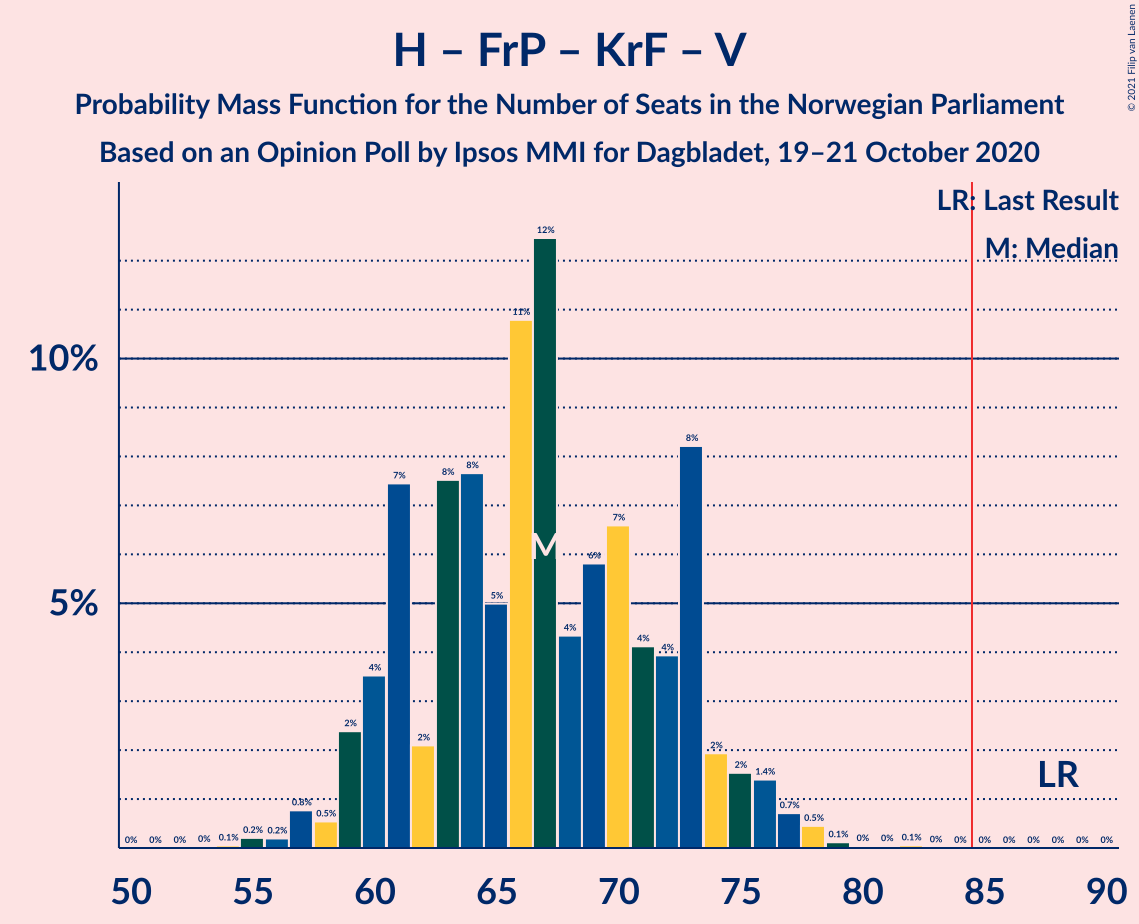 H – FrP – KrF – V
Probability Mass Function for the Number of Seats in the Norwegian Parliament
Based on an Opinion Poll by Ipsos MMI for Dagbladet, 19–21 October 2020
© 2021 Filip van Laenen
LR: Last Result
M: Median
10%
5%
0% 0% 0% 0% 0.1% 0.2% 0.2% 0.8% 0.5% 2% 4% 7% 2% 8% 8% 5% 11% 12% 4% 6% 7% 4% 4% 8% 2% 2% 1.4% 0.7% 0.5% 0.1% 0% 0% 0.1% 0% 0% 0% 0% 0% 0% 0% 0%
M
LR
50 55 60 65 70 75 80 85 90